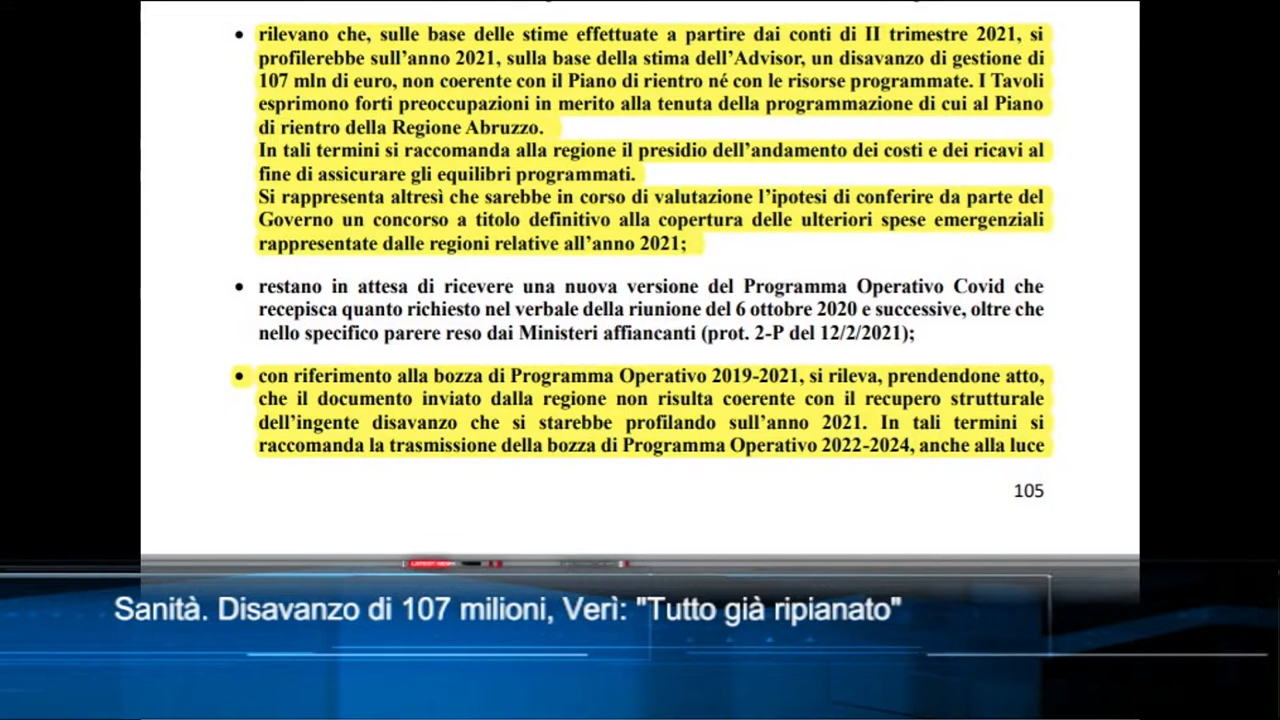 • rilevano che, sulle base delle stime effettuate a partire dai conti di II trimestre 2021, si
profilerebbe sull'anno 2021, sulla base della stima dell'Advisor, un disavanzo di gestione di
107 mln di euro, non coerente con il Piano di rientro né con le risorse programmate. I Tavoli
esprimono forti preoccupazioni in merito alla tenuta della programmazione di cui al Piano
di rientro della Regione Abruzzo.
In tali termini si raccomanda alla regione il presidio dell'andamento dei costi e dei ricavi al
fine di assicurare gli equilibri programmati.
Si rappresenta altresì che sarebbe in corso di valutazione l'ipotesi di conferire da parte del
Governo un concorso a titolo definitivo alla copertura delle ulteriori spese emergenziali
rappresentate dalle regioni relative all'anno 2021;
• restano in attesa di ricevere una nuova versione del Programma Operativo Covid che
recepisca quanto richiesto nel verbale della riunione del 6 ottobre 2020 e successive, oltre che
nello specifico parere reso dai Ministeri affiancanti (prot. 2-P del 12/2/2021);
• con riferimento alla bozza di Programma Operativo 2019-2021, si rileva, prendendone atto,
che il documento inviato dalla regione non risulta coerente con il recupero strutturale
dell'ingente disavanzo che si starebbe profilando sull'anno 2021. In tali termini si
raccomanda la trasmissione della bozza di Programma Operativo 2022-2024, anche alla luce
105
LATEST NEWS
Sanità. Disavanzo di 107 milioni, Verì: "Tutto già ripianato"